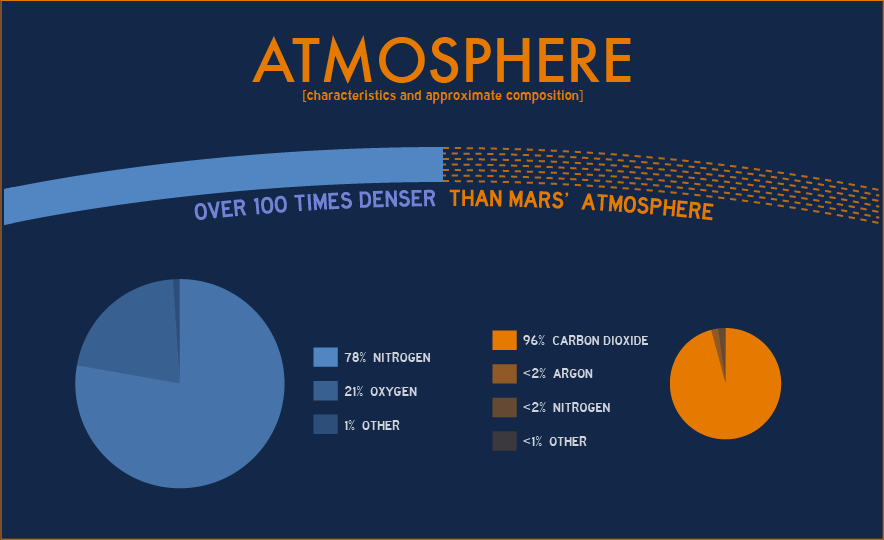 ATMOSPHERE
[characteristics and approximate composition]
OVER 100 TIMES DENSER THAN MARS' ATMOSPHERE
78% NITROGEN
21% OXYGEN
1% OTHER
96% CARBON DIOXIDE
<2% ARGON
<2% NITROGEN
<1% OTHER